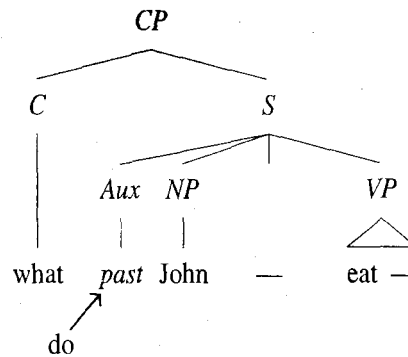 CP
C S
Aux NP VP
what past John — eat —
do